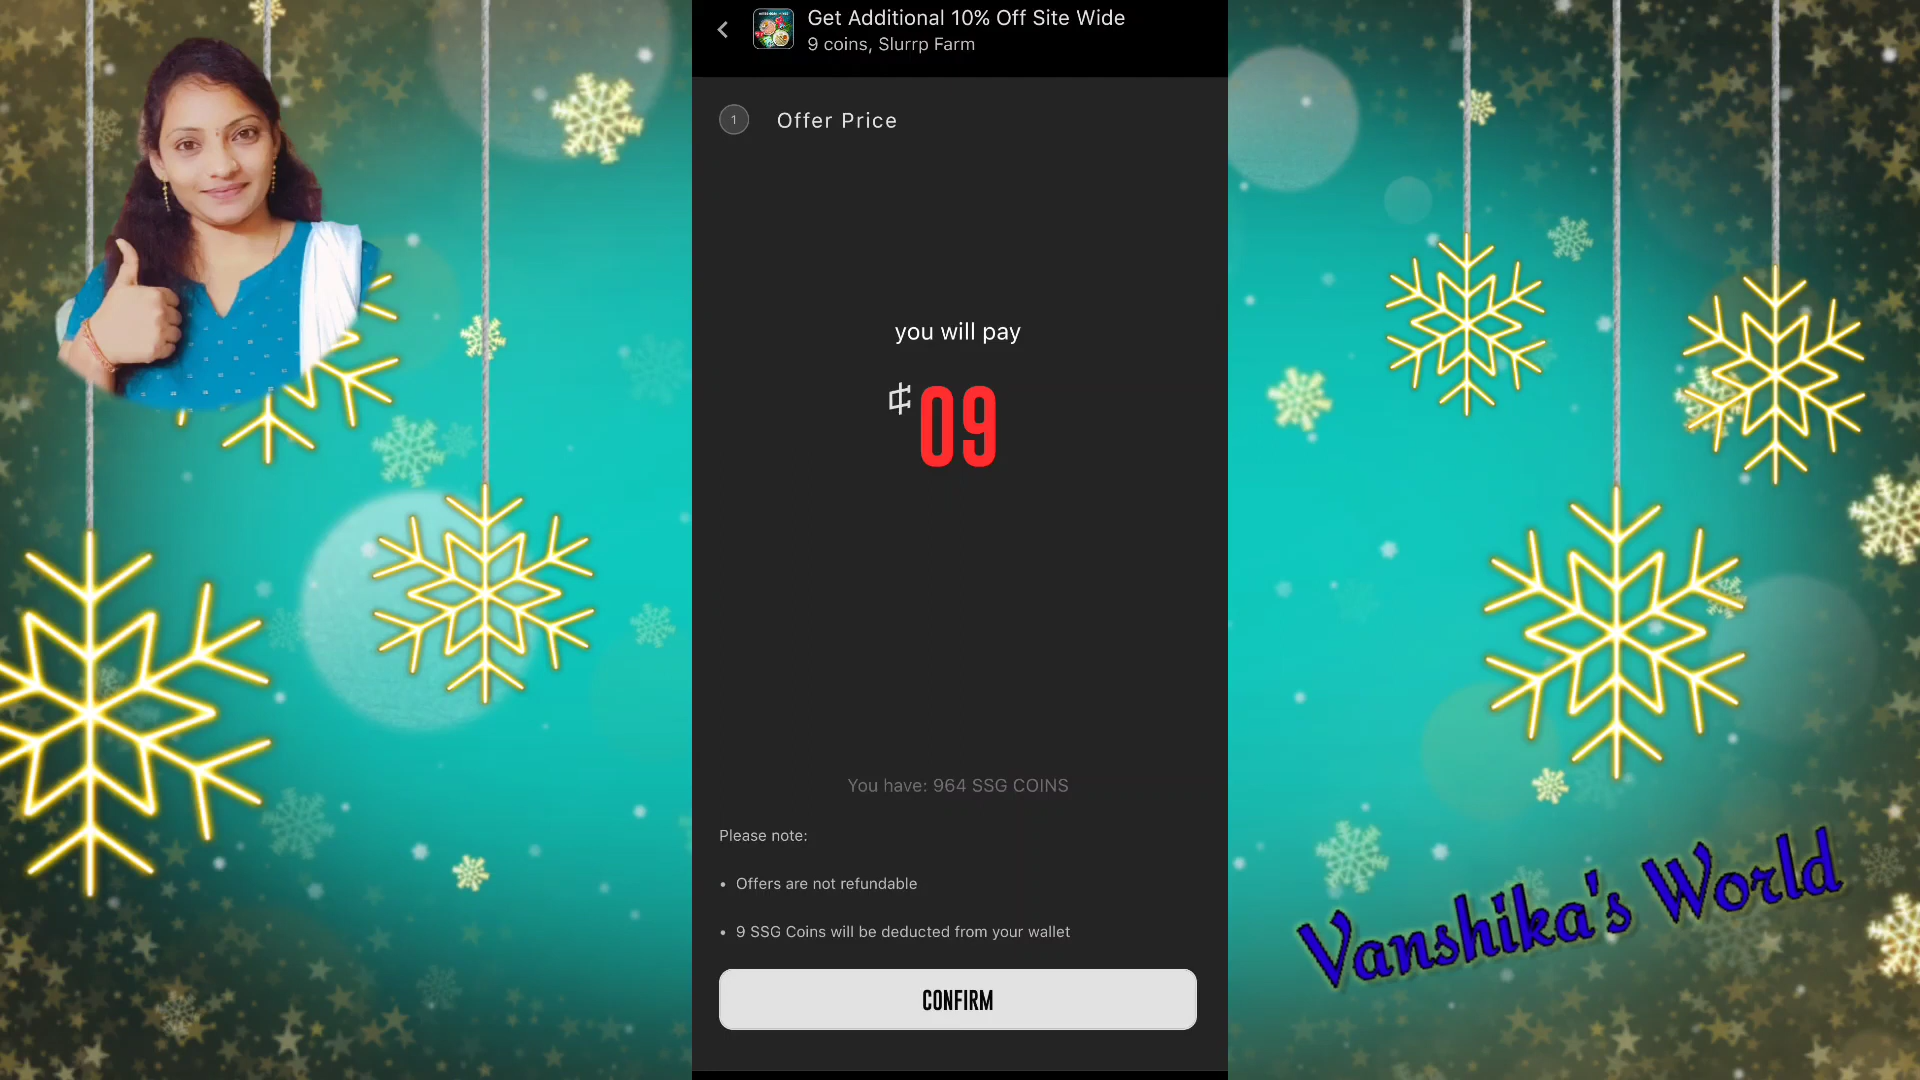 Get Additional 10% Off Site Wide
9 coins, Slurrp Farm
1 Offer Price
you will pay
₵09
You have: 964 SSG COINS
Please note:
• Offers are not refundable
• 9 SSG Coins will be deducted from your wallet
CONFIRM
Vanshika's World